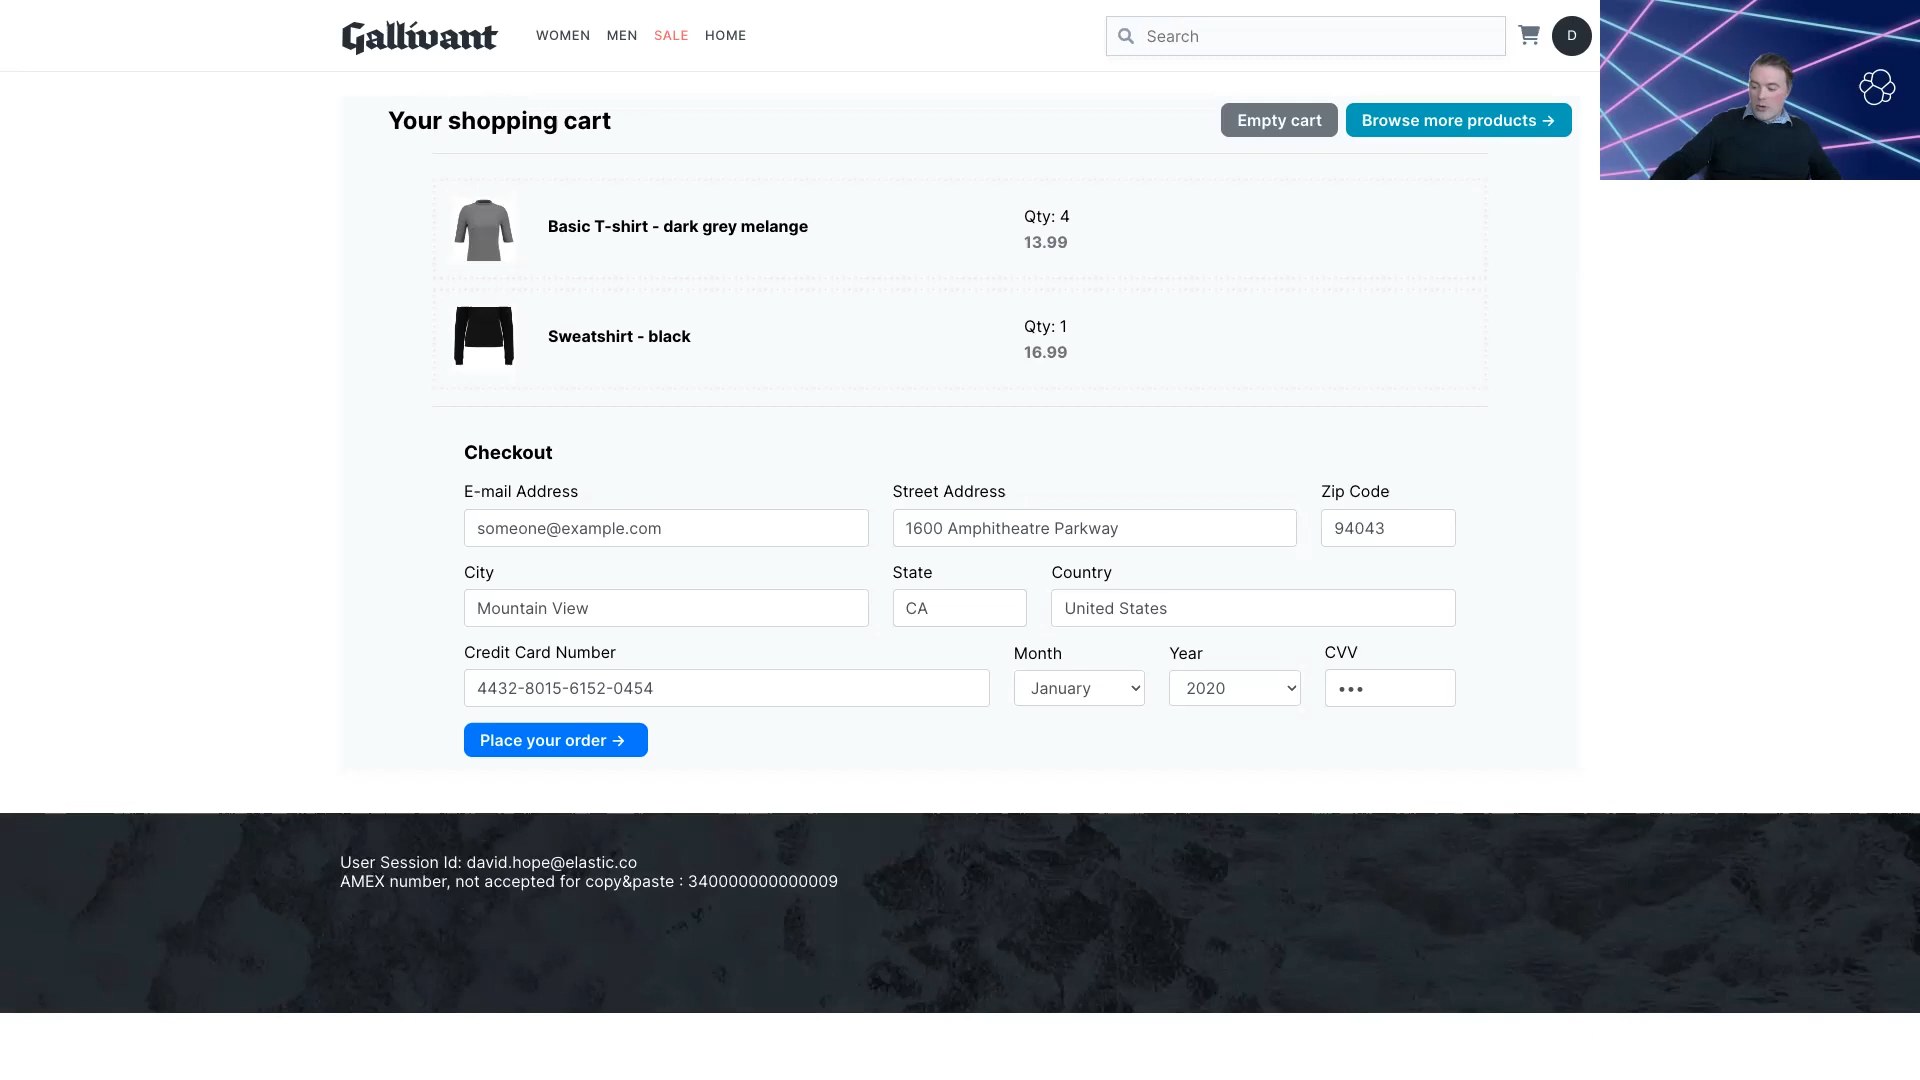 Gallivant WOMEN MEN SALE HOME Search D
Your shopping cart Empty cart Browse more products →
Basic T-shirt - dark grey melange
Qty: 4
13.99
Sweatshirt - black
Qty: 1
16.99
Checkout
E-mail Address Street Address Zip Code
someone@example.com 1600 Amphitheatre Parkway 94043
City State Country
Mountain View CA United States
Credit Card Number Month Year CVV
4432-8015-6152-0454 January 2020 •••
Place your order →
User Session Id: david.hope@elastic.co
AMEX number, not accepted for copy&paste : 340000000000009